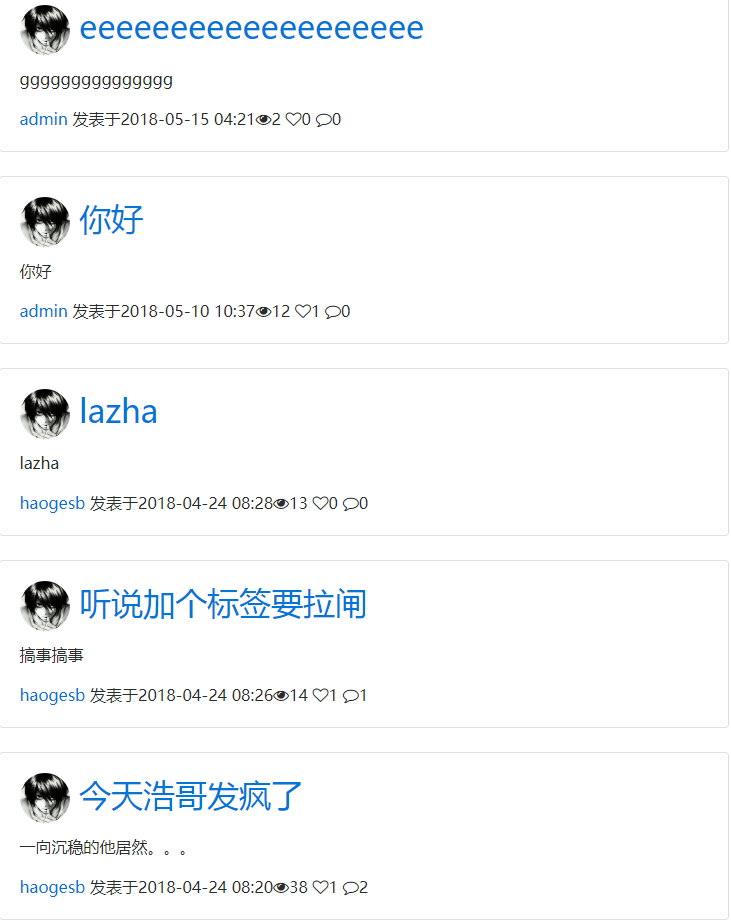 eeeeeeeeeeeeeeeeeee
ggggggggggggggg
admin 发表于2018-05-15 04:21 2 0 0
你好
你好
admin 发表于2018-05-10 10:37 12 1 0
lazha
lazha
haogesb 发表于2018-04-24 08:28 13 0 0
听说加个标签要拉闸
搞事搞事
haogesb 发表于2018-04-24 08:26 14 1 1
今天浩哥发疯了
一向沉稳的他居然。。。
haogesb 发表于2018-04-24 08:20 38 1 2